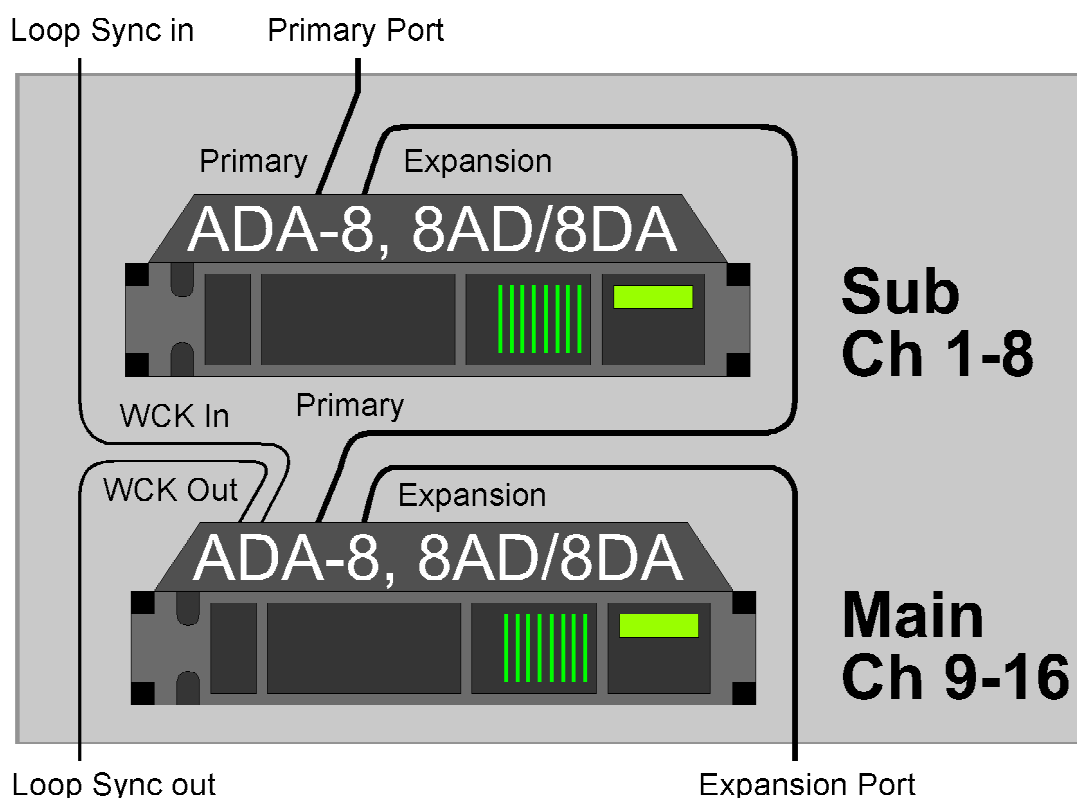 Loop Sync in
Primary Port
Primary
Expansion
ADA-8, 8AD/8DA
Sub
Ch 1-8
WCK In
Primary
WCK Out
Expansion
ADA-8, 8AD/8DA
Main
Ch 9-16
Loop Sync out
Expansion Port